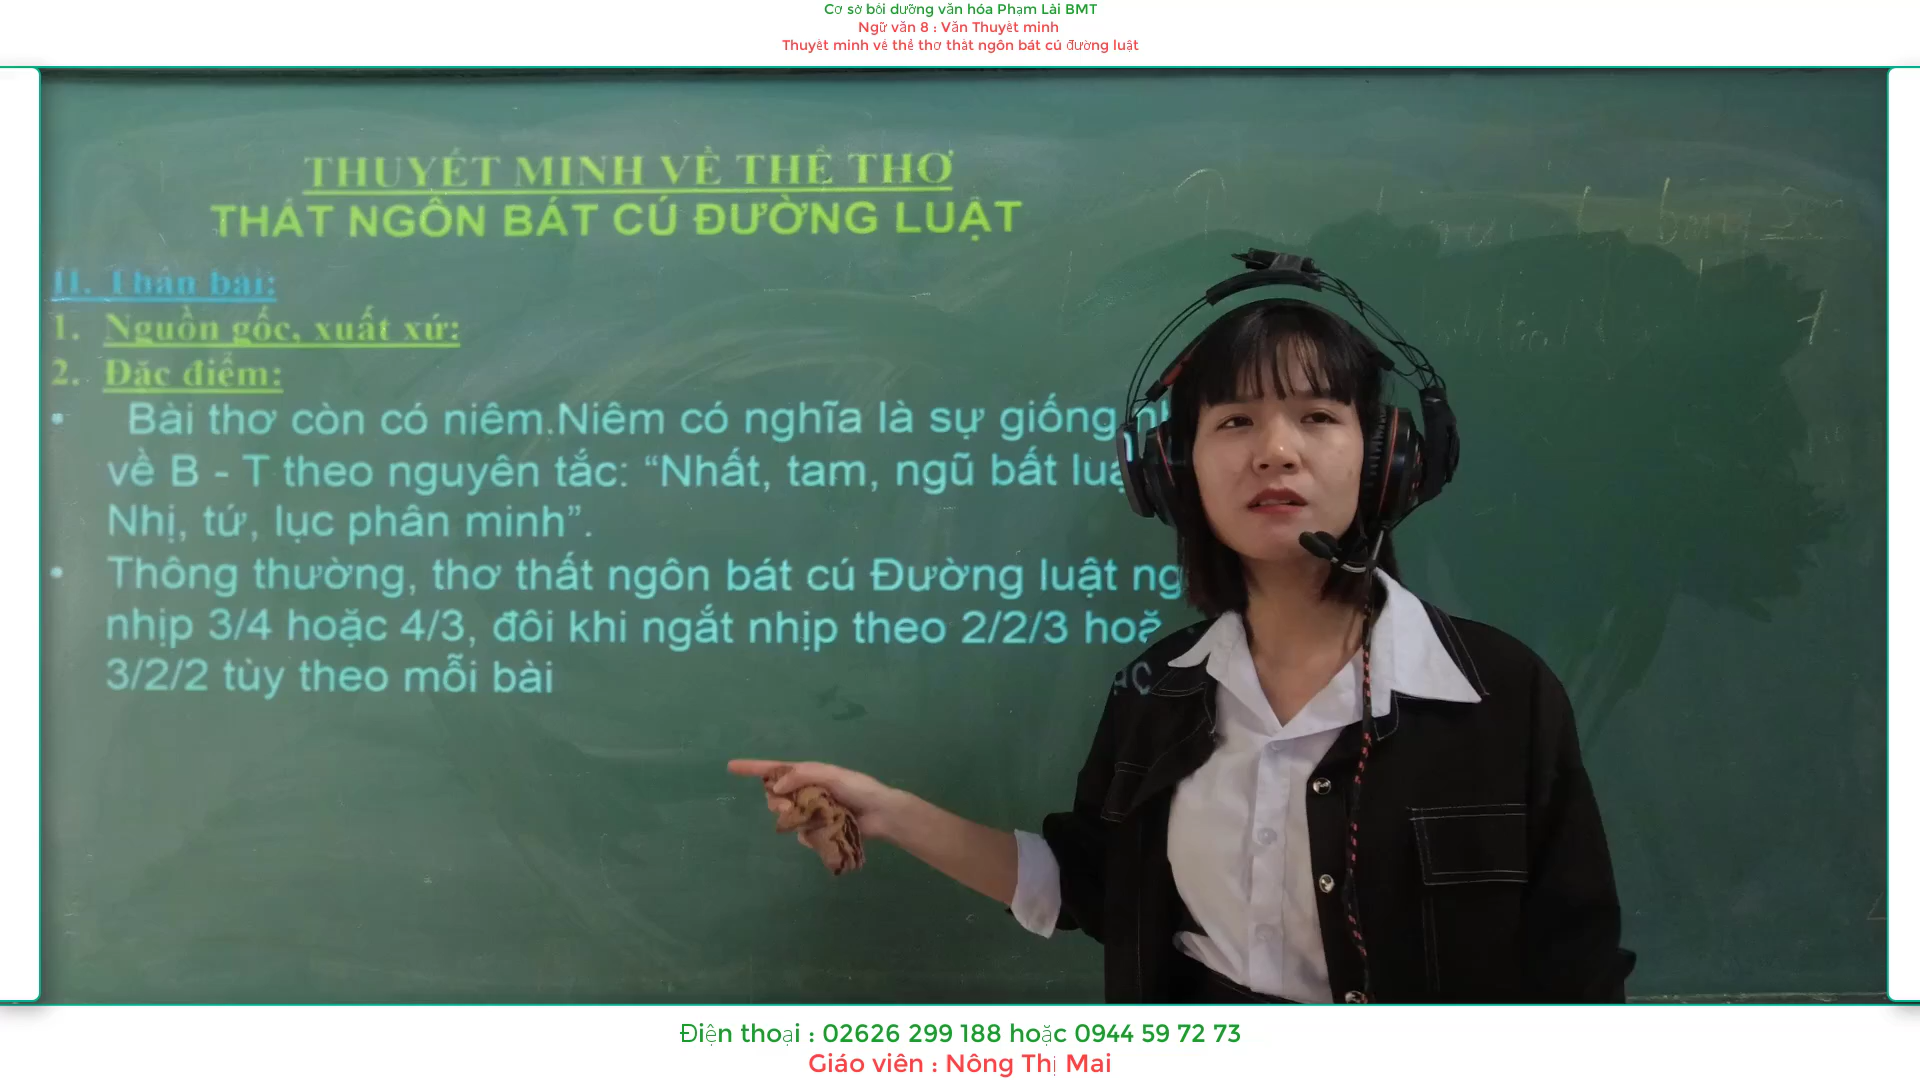 Cơ sở bồi dưỡng văn hóa Phạm Lài BMT
Ngữ văn 8 : Văn Thuyết minh
Thuyết minh về thể thơ thất ngôn bát cú đường luật
THUYẾT MINH VỀ THỂ THƠ
THẤT NGÔN BÁT CÚ ĐƯỜNG LUẬT
II. Thân bài:
1. Nguồn gốc, xuất xứ:
2. Đặc điểm:
• Bài thơ còn có niêm.Niêm có nghĩa là sự giống
về B - T theo nguyên tắc: “Nhất, tam, ngũ bất
Nhị, tứ, lục phân minh”.
• Thông thường, thơ thất ngôn bát cú Đường luật
nhịp 3/4 hoặc 4/3, đôi khi ngắt nhịp theo 2/2/3
3/2/2 tùy theo mỗi bài
Điện thoại : 02626 299 188 hoặc 0944 59 72 73
Giáo viên : Nông Thị Mai